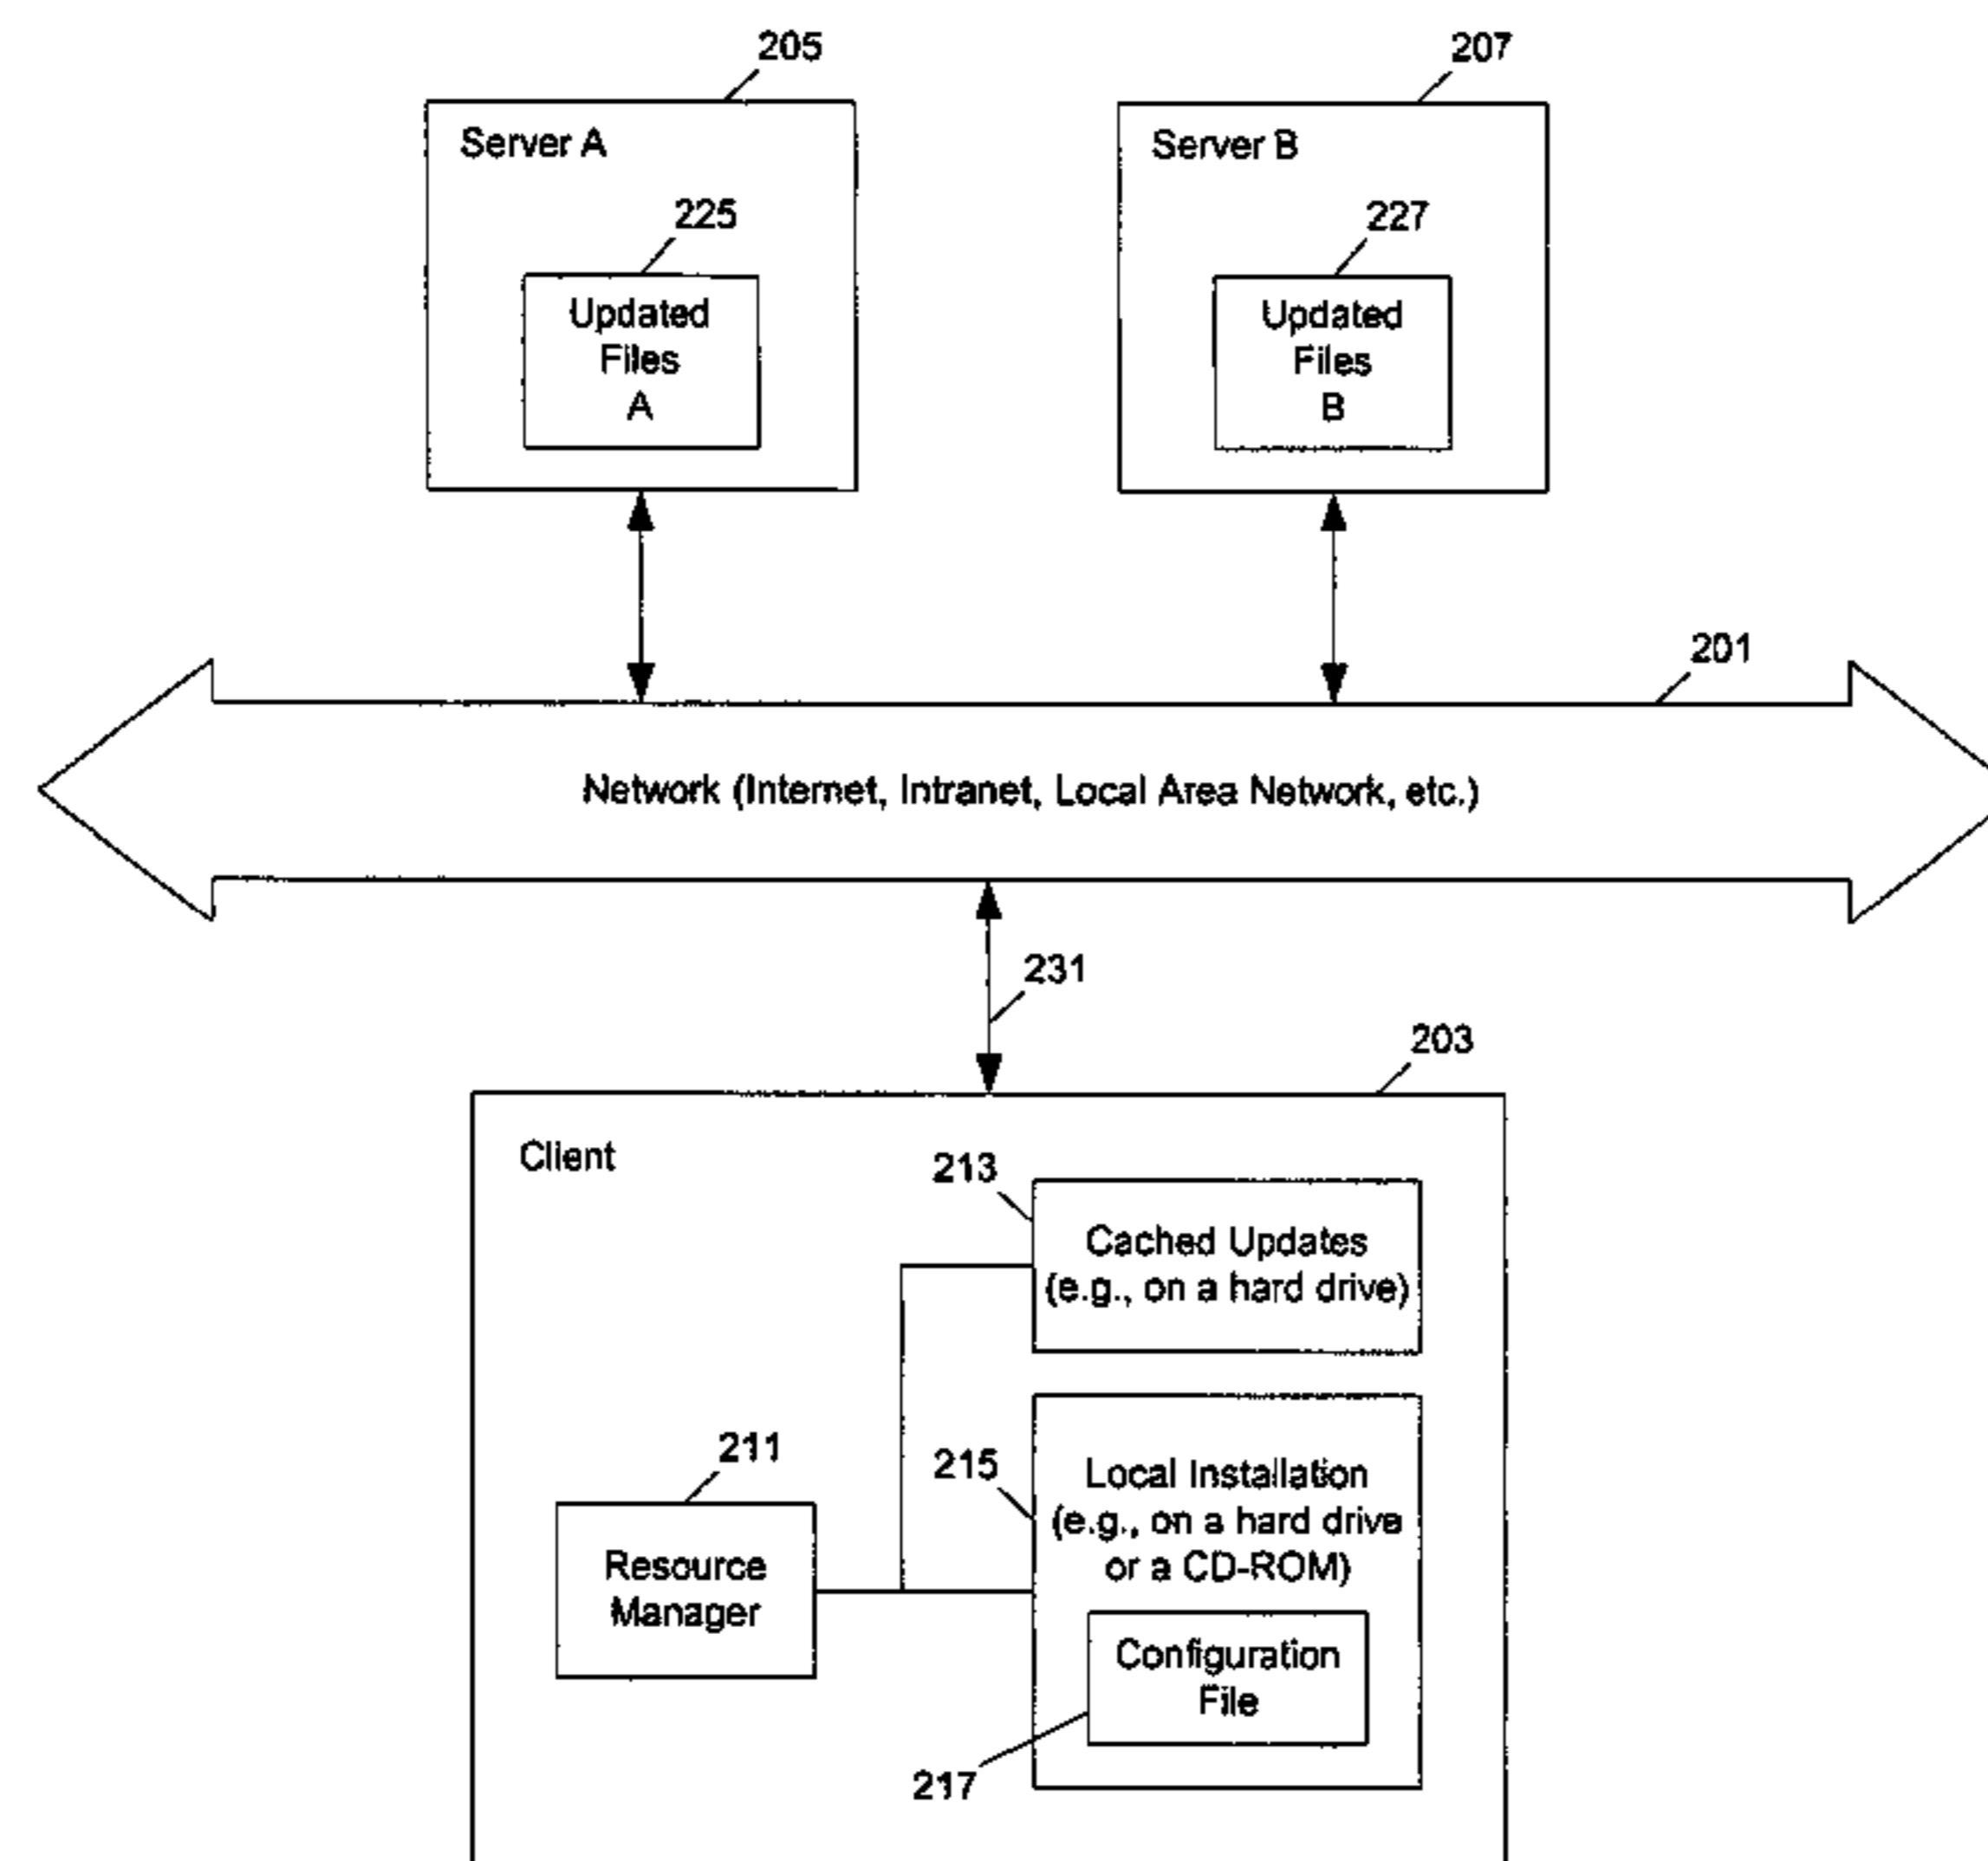 205
207
Server A
Server B
225
227
Updated
Files
A
Updated
Files
B
201
Network (Internet, Intranet, Local Area Network, etc.)
231
203
Client
213
Cached Updates
(e.g., on a hard drive)
211
215
Local Installation
(e.g., on a hard drive
or a CD-ROM)
Resource
Manager
Configuration
File
217